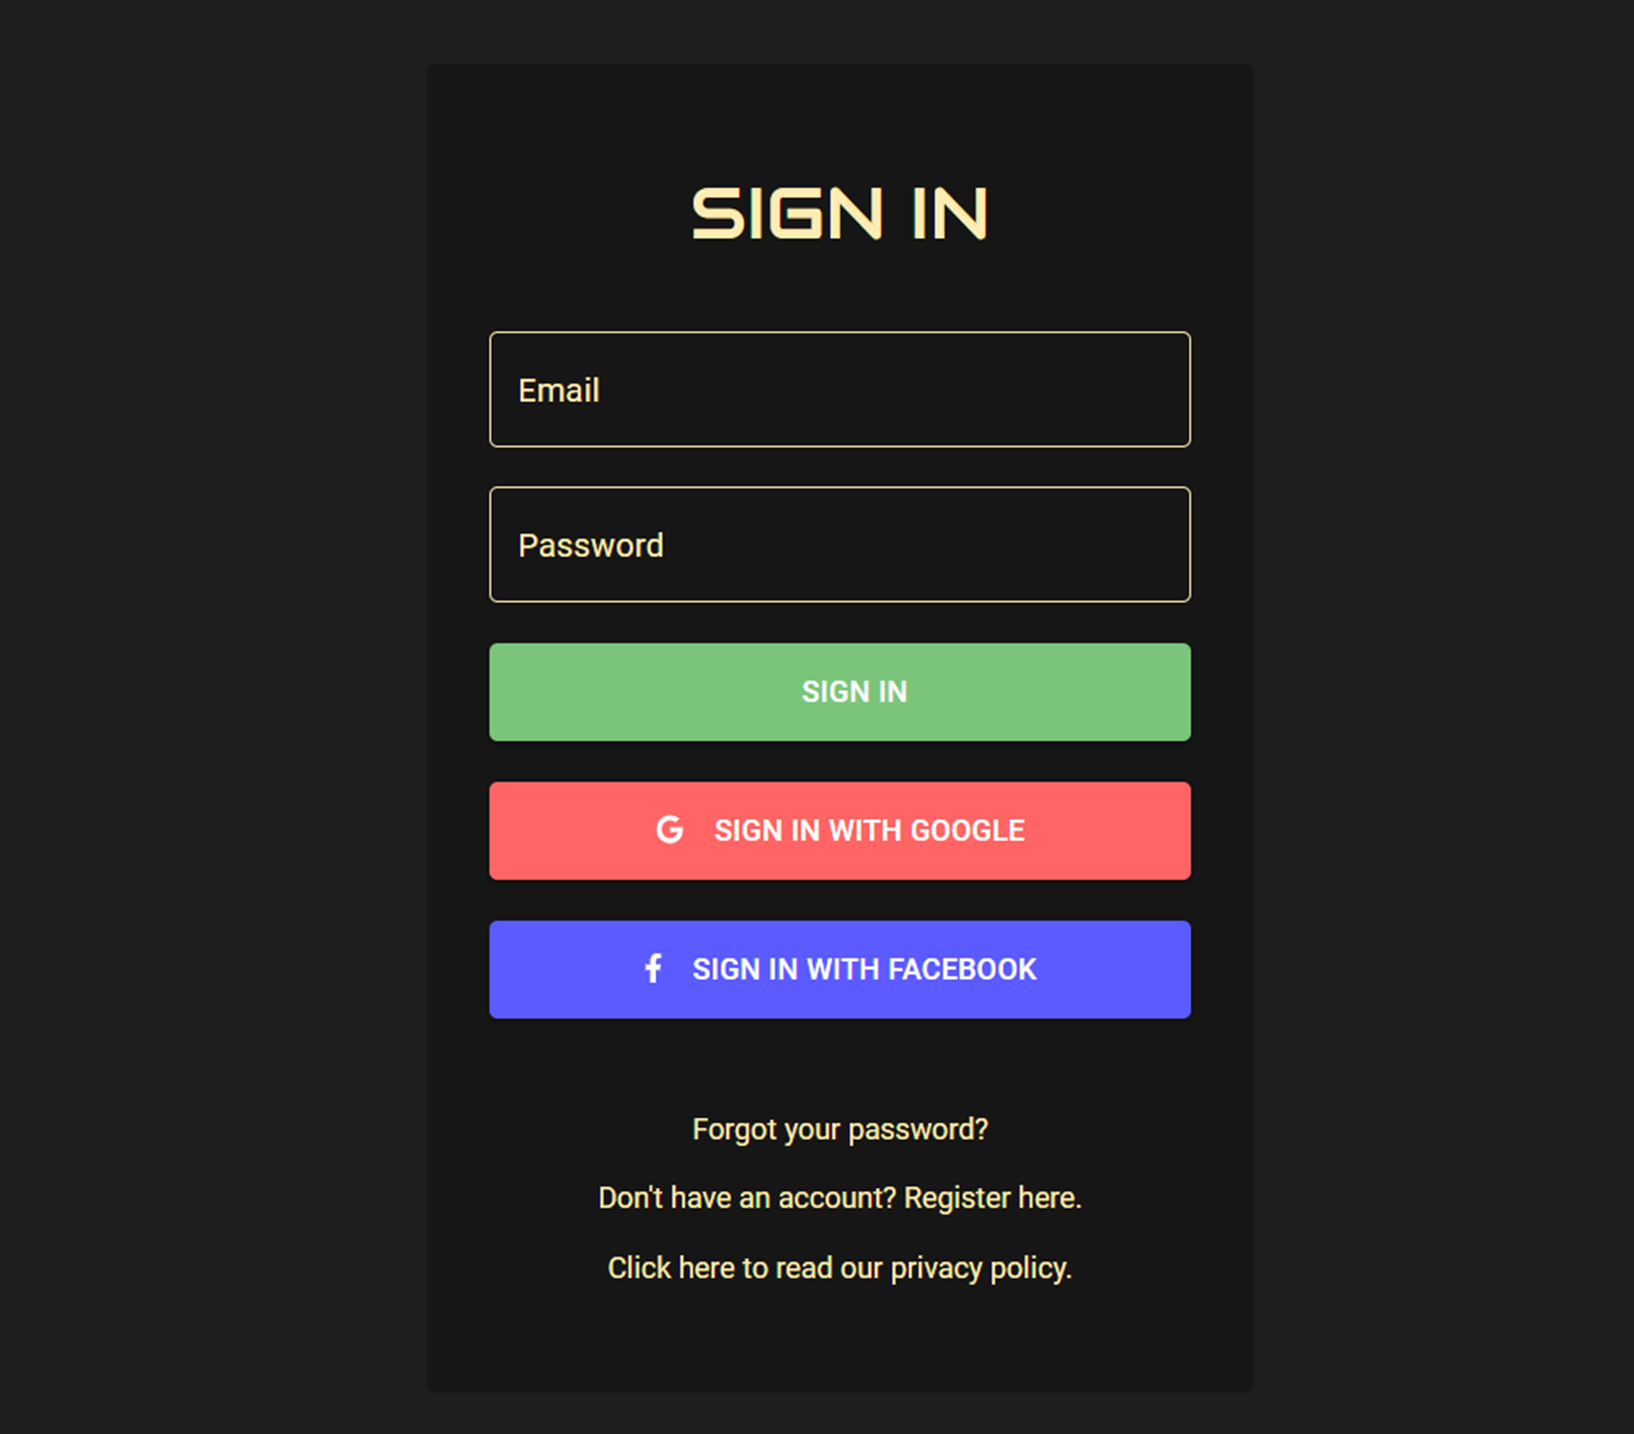 SIGN IN
Email
Password
SIGN IN
SIGN IN WITH GOOGLE
SIGN IN WITH FACEBOOK
Forgot your password?
Don't have an account? Register here.
Click here to read our privacy policy.